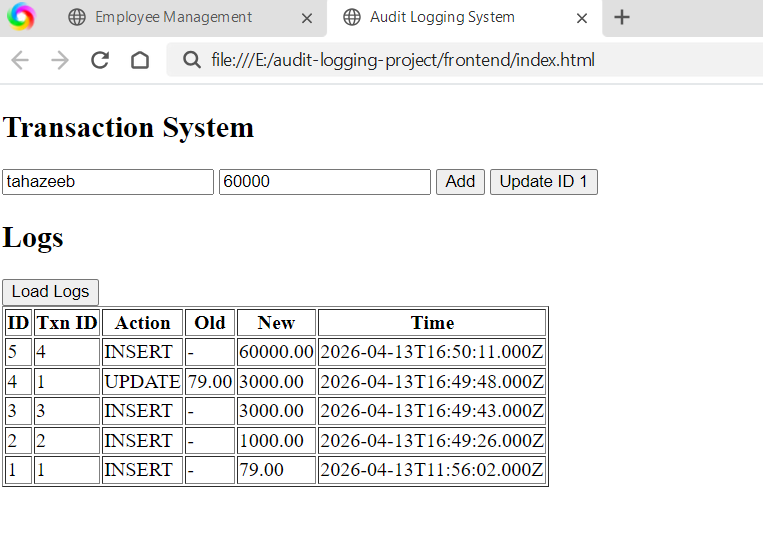 Employee Management × Audit Logging System × +
file:///E:/audit-logging-project/frontend/index.html
Transaction System
tahazeeb 60000 Add Update ID 1
Logs
Load Logs
ID Txn ID Action Old New Time
5 4 INSERT - 60000.00 2026-04-13T16:50:11.000Z
4 1 UPDATE 79.00 3000.00 2026-04-13T16:49:48.000Z
3 3 INSERT - 3000.00 2026-04-13T16:49:43.000Z
2 2 INSERT - 1000.00 2026-04-13T16:49:26.000Z
1 1 INSERT - 79.00 2026-04-13T11:56:02.000Z